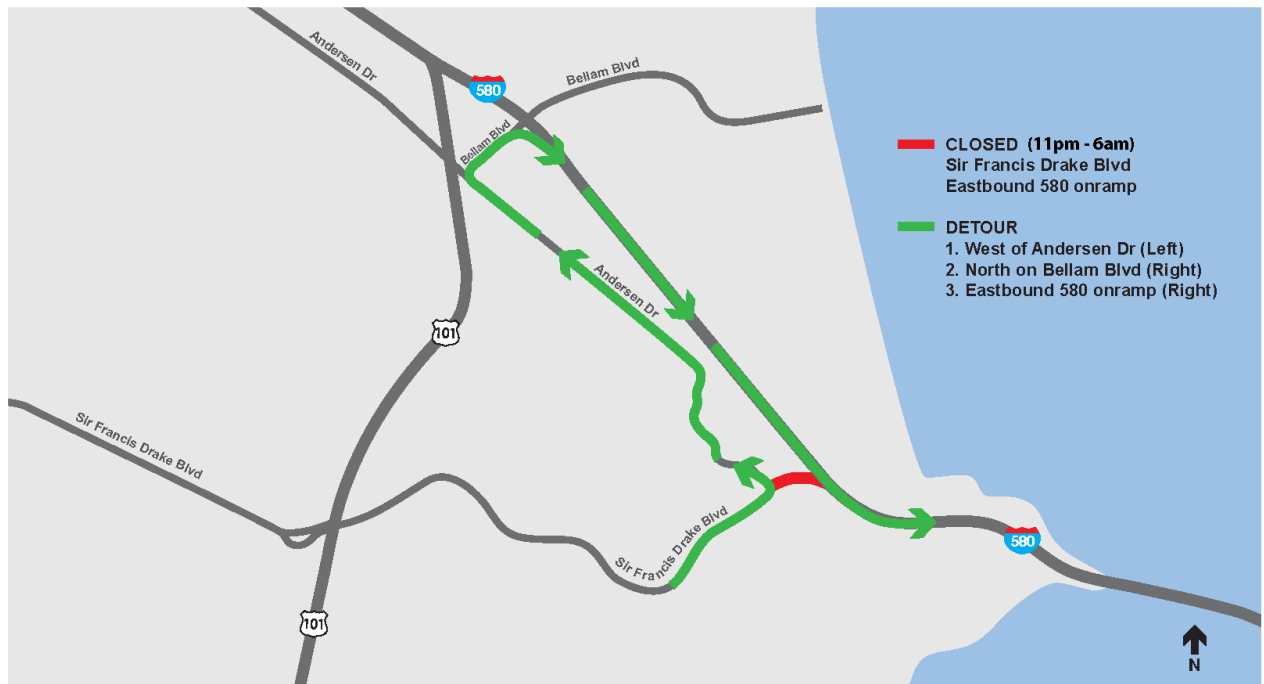 Andersen Dr
580
Bellam Blvd
Bellam Blvd
CLOSED (11pm - 6am)
Sir Francis Drake Blvd
Eastbound 580 onramp
DETOUR
1. West of Andersen Dr (Left)
2. North on Bellam Blvd (Right)
3. Eastbound 580 onramp (Right)
Andersen Dr
101
Sir Francis Drake Blvd
Sir Francis Drake Blvd
580
101
N